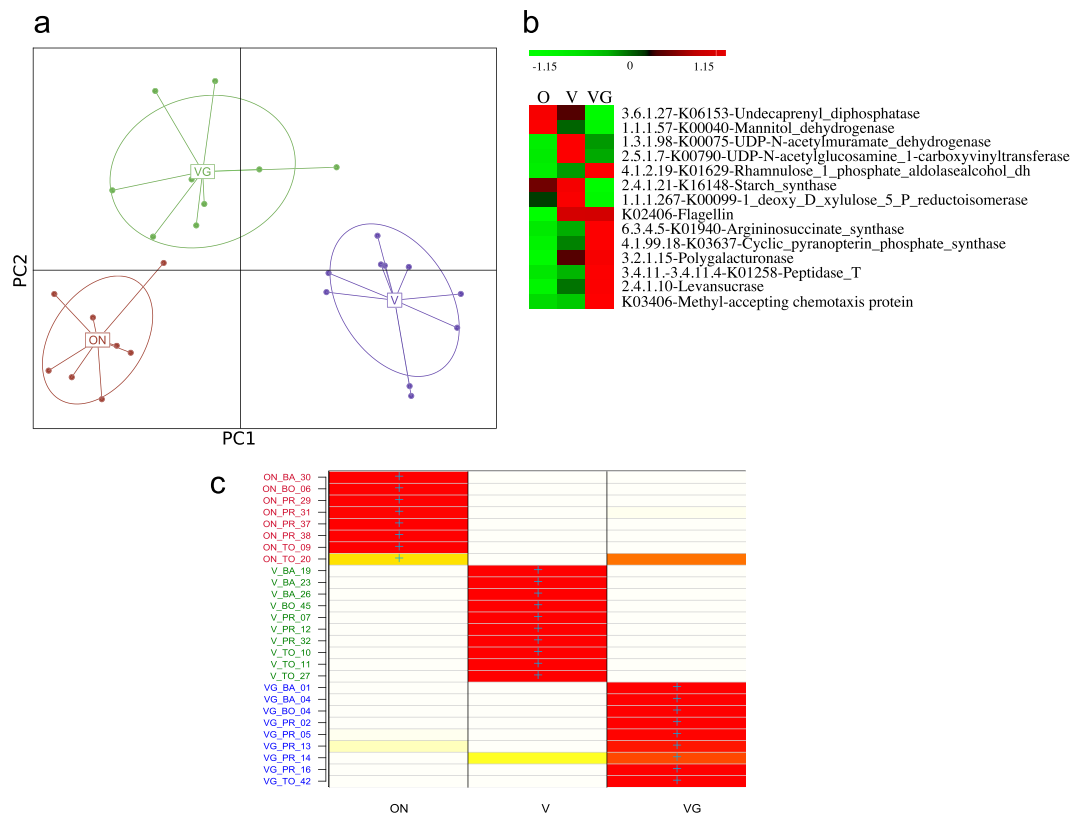 a
VG
V
ON
PC2
PC1
b
-1.15 0 1.15
O V VG
3.6.1.27-K06153-Undecaprenyl_diphosphatase
1.1.1.57-K00040-Mannitol_dehydrogenase
1.3.1.98-K00075-UDP-N-acetylmuramate_dehydrogenase
2.5.1.7-K00790-UDP-N-acetylglucosamine_1-carboxyvinyltransferase
4.1.2.19-K01629-Rhamnulose_1_phosphate_aldolasealcohol_dh
2.4.1.21-K16148-Starch_synthase
1.1.1.267-K00099-1_deoxy_D_xylulose_5_P_reductoisomerase
K02406-Flagellin
6.3.4.5-K01940-Argininosuccinate_synthase
4.1.99.18-K03637-Cyclic_pyranopterin_phosphate_synthase
3.2.1.15-Polygalacturonase
3.4.11.-3.4.11.4-K01258-Peptidase_T
2.4.1.10-Levansucrase
K03406-Methyl-accepting chemotaxis protein
c
ON_BA_30
ON_BO_06
ON_PR_29
ON_PR_31
ON_PR_37
ON_PR_38
ON_TO_09
ON_TO_20
V_BA_19
V_BA_23
V_BA_26
V_BO_45
V_PR_07
V_PR_12
V_PR_32
V_TO_10
V_TO_11
V_TO_27
VG_BA_01
VG_BA_04
VG_BO_04
VG_PR_02
VG_PR_05
VG_PR_13
VG_PR_14
VG_PR_16
VG_TO_42
ON V VG